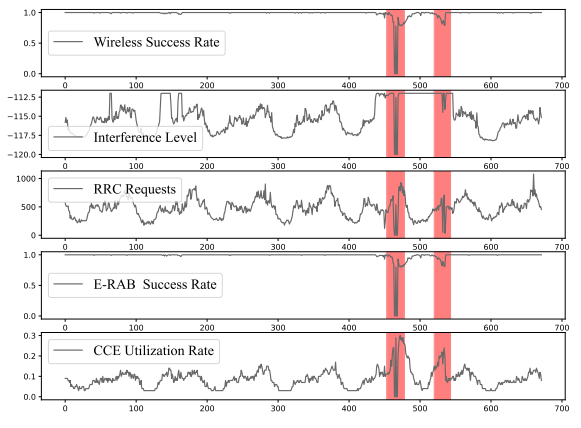 1.0
0.5
0.0
Wireless Success Rate
0 100 200 300 400 500 600 700
−112.5
−115.0
−117.5
−120.0
Interference Level
0 100 200 300 400 500 600 700
1000
500
0
RRC Requests
0 100 200 300 400 500 600 700
1.0
0.5
0.0
E-RAB Success Rate
0 100 200 300 400 500 600 700
0.3
0.2
0.1
0.0
CCE Utilization Rate
0 100 200 300 400 500 600 700